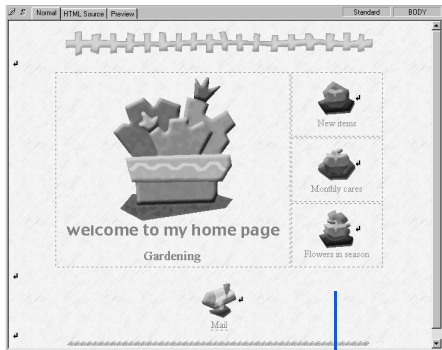 Normal HTML Source Preview Standard BODY
New items
Monthly cares
welcome to my home page
Gardening
Flowers in season
Mail